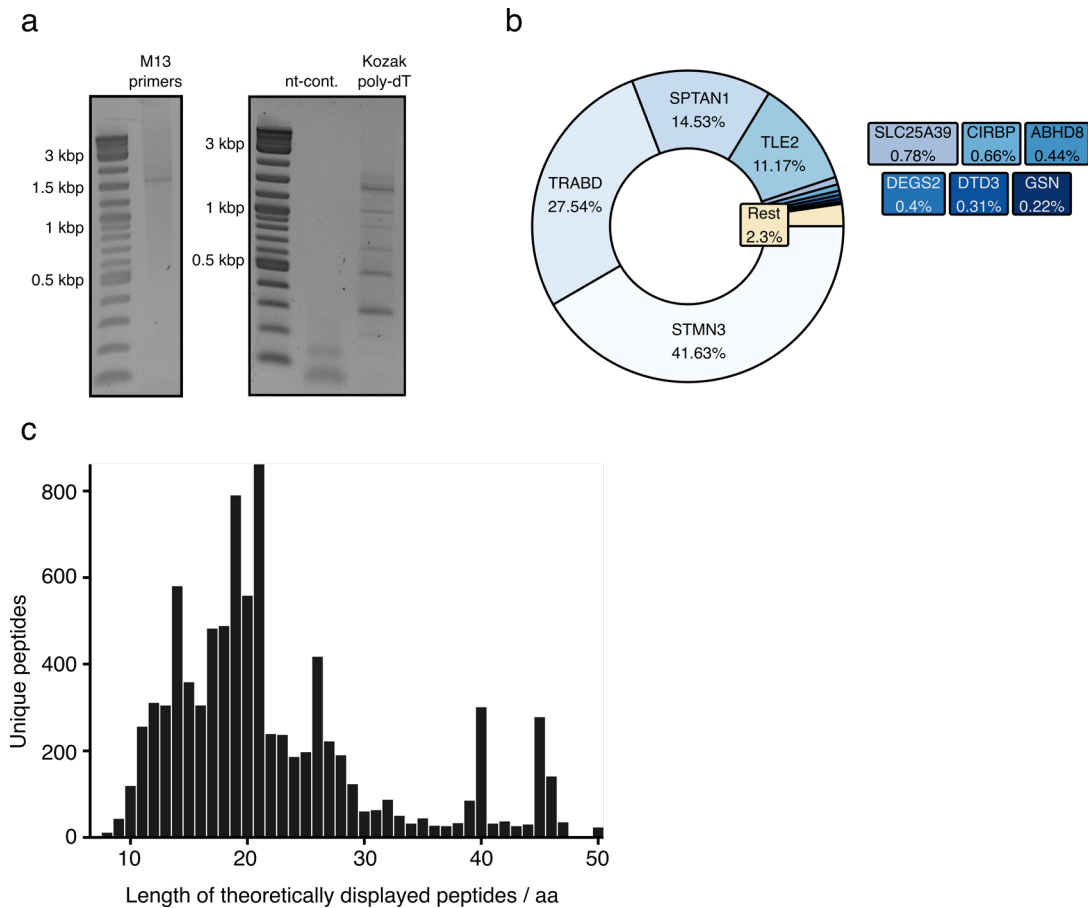 a
M13
primers
3 kbp
1.5 kbp
1 kbp
0.5 kbp
nt-cont.
Kozak
poly-dT
3 kbp
1 kbp
0.5 kbp
b
SPTAN1
14.53%
TLE2
11.17%
TRABD
27.54%
Rest
2.3%
STMN3
41.63%
SLC25A39
0.78%
CIRBP
0.66%
ABHD8
0.44%
DEGS2
0.4%
DTD3
0.31%
GSN
0.22%
c
Unique peptides
800
600
400
200
0
10
20
30
40
50
Length of theoretically displayed peptides / aa